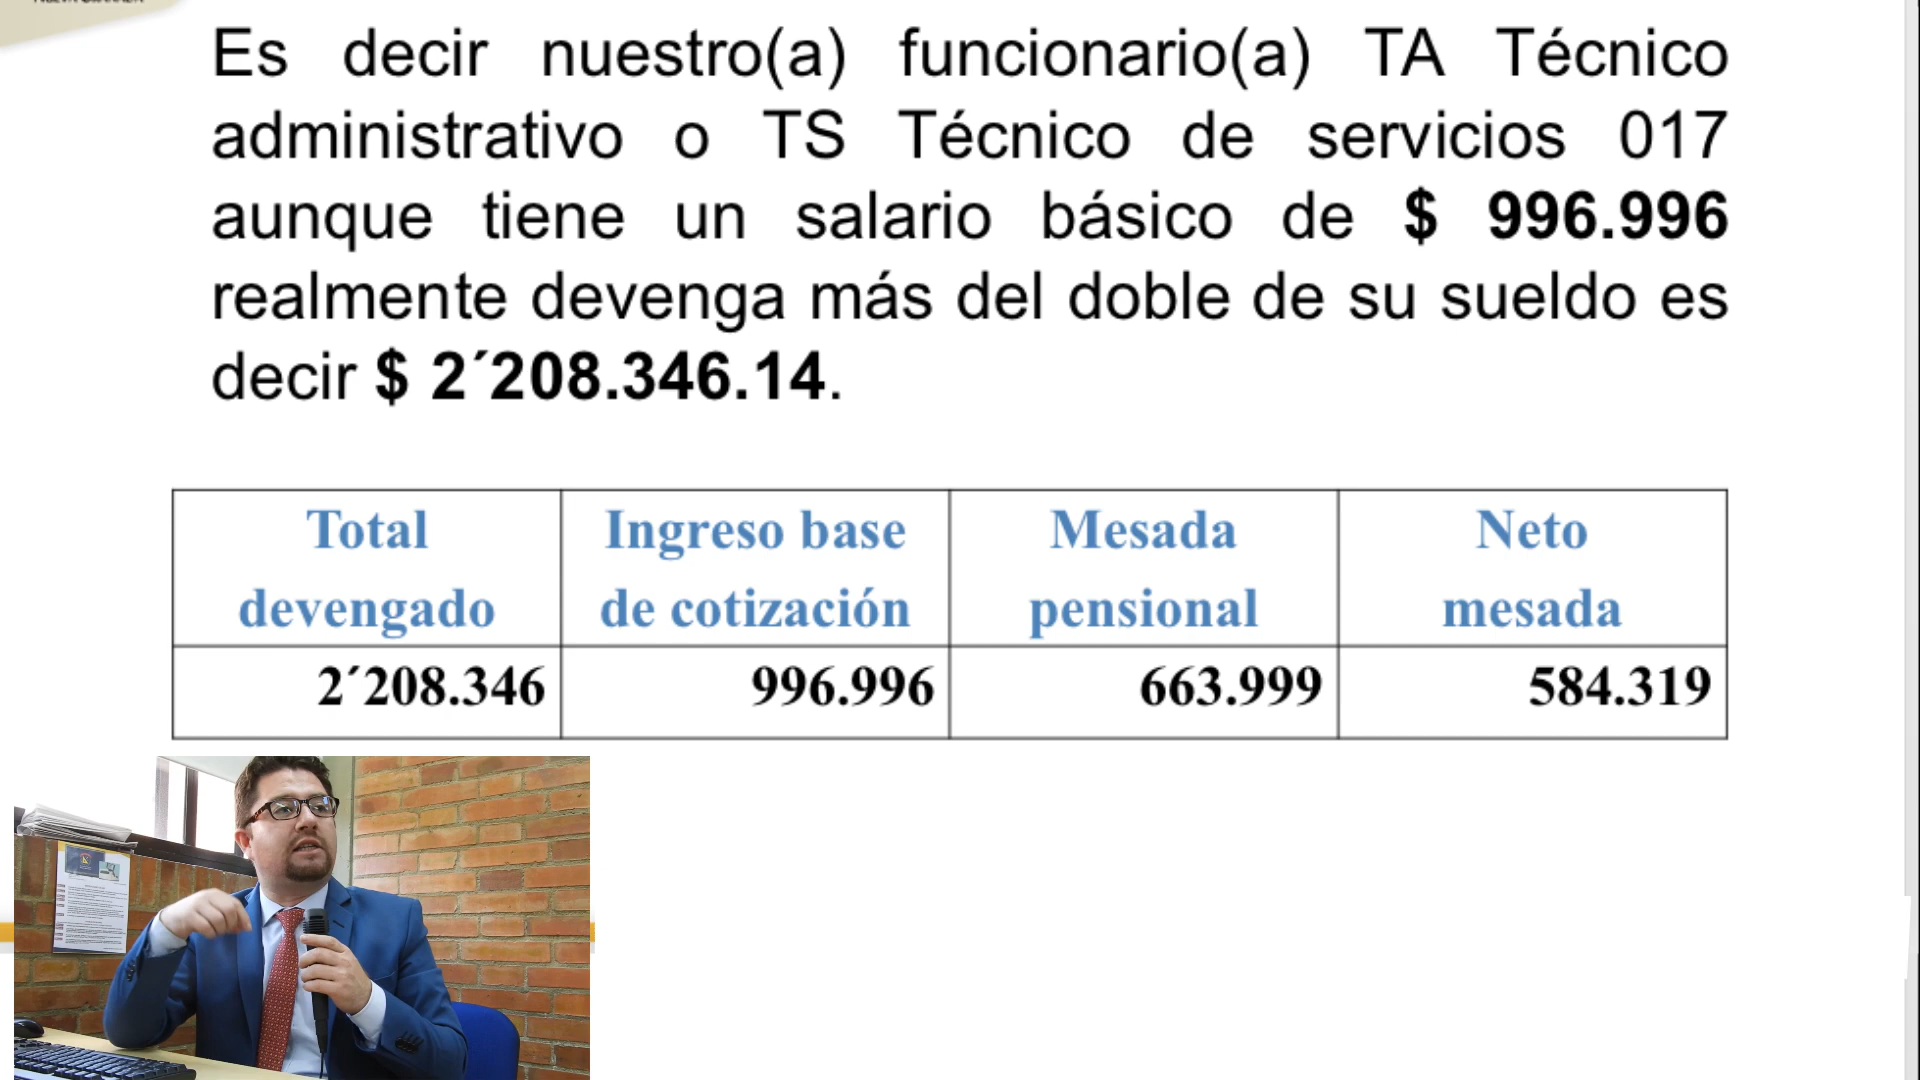 Es decir nuestro(a) funcionario(a) TA Técnico
administrativo o TS Técnico de servicios 017
aunque tiene un salario básico de $ 996.996
realmente devenga más del doble de su sueldo es
decir $ 2´208.346.14.
Total devengado
Ingreso base de cotización
Mesada pensional
Neto mesada
2´208.346
996.996
663.999
584.319